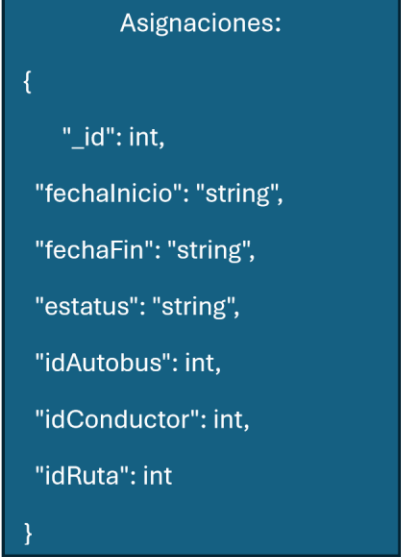 Asignaciones:
{
"_id": int,
"fechaInicio": "string",
"fechaFin": "string",
"estatus": "string",
"idAutobus": int,
"idConductor": int,
"idRuta": int
}